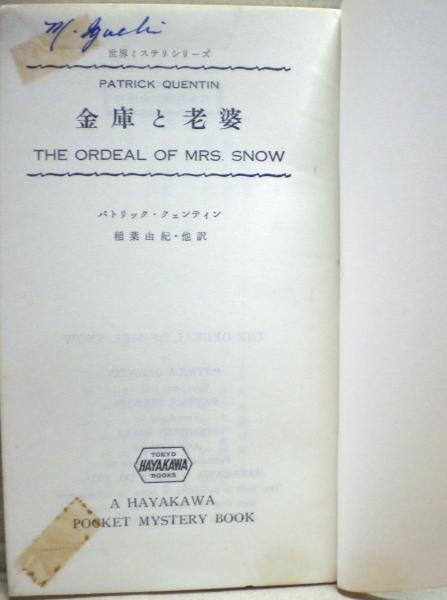 M. Iguchi
世界ミステリシリーズ
PATRICK QUENTIN
金庫と老婆
THE ORDEAL OF MRS. SNOW
パトリック・クェンティン
稲葉由紀・他訳
TOKYO
HAYAKAWA
BOOKS
A HAYAKAWA
POCKET MYSTERY BOOK